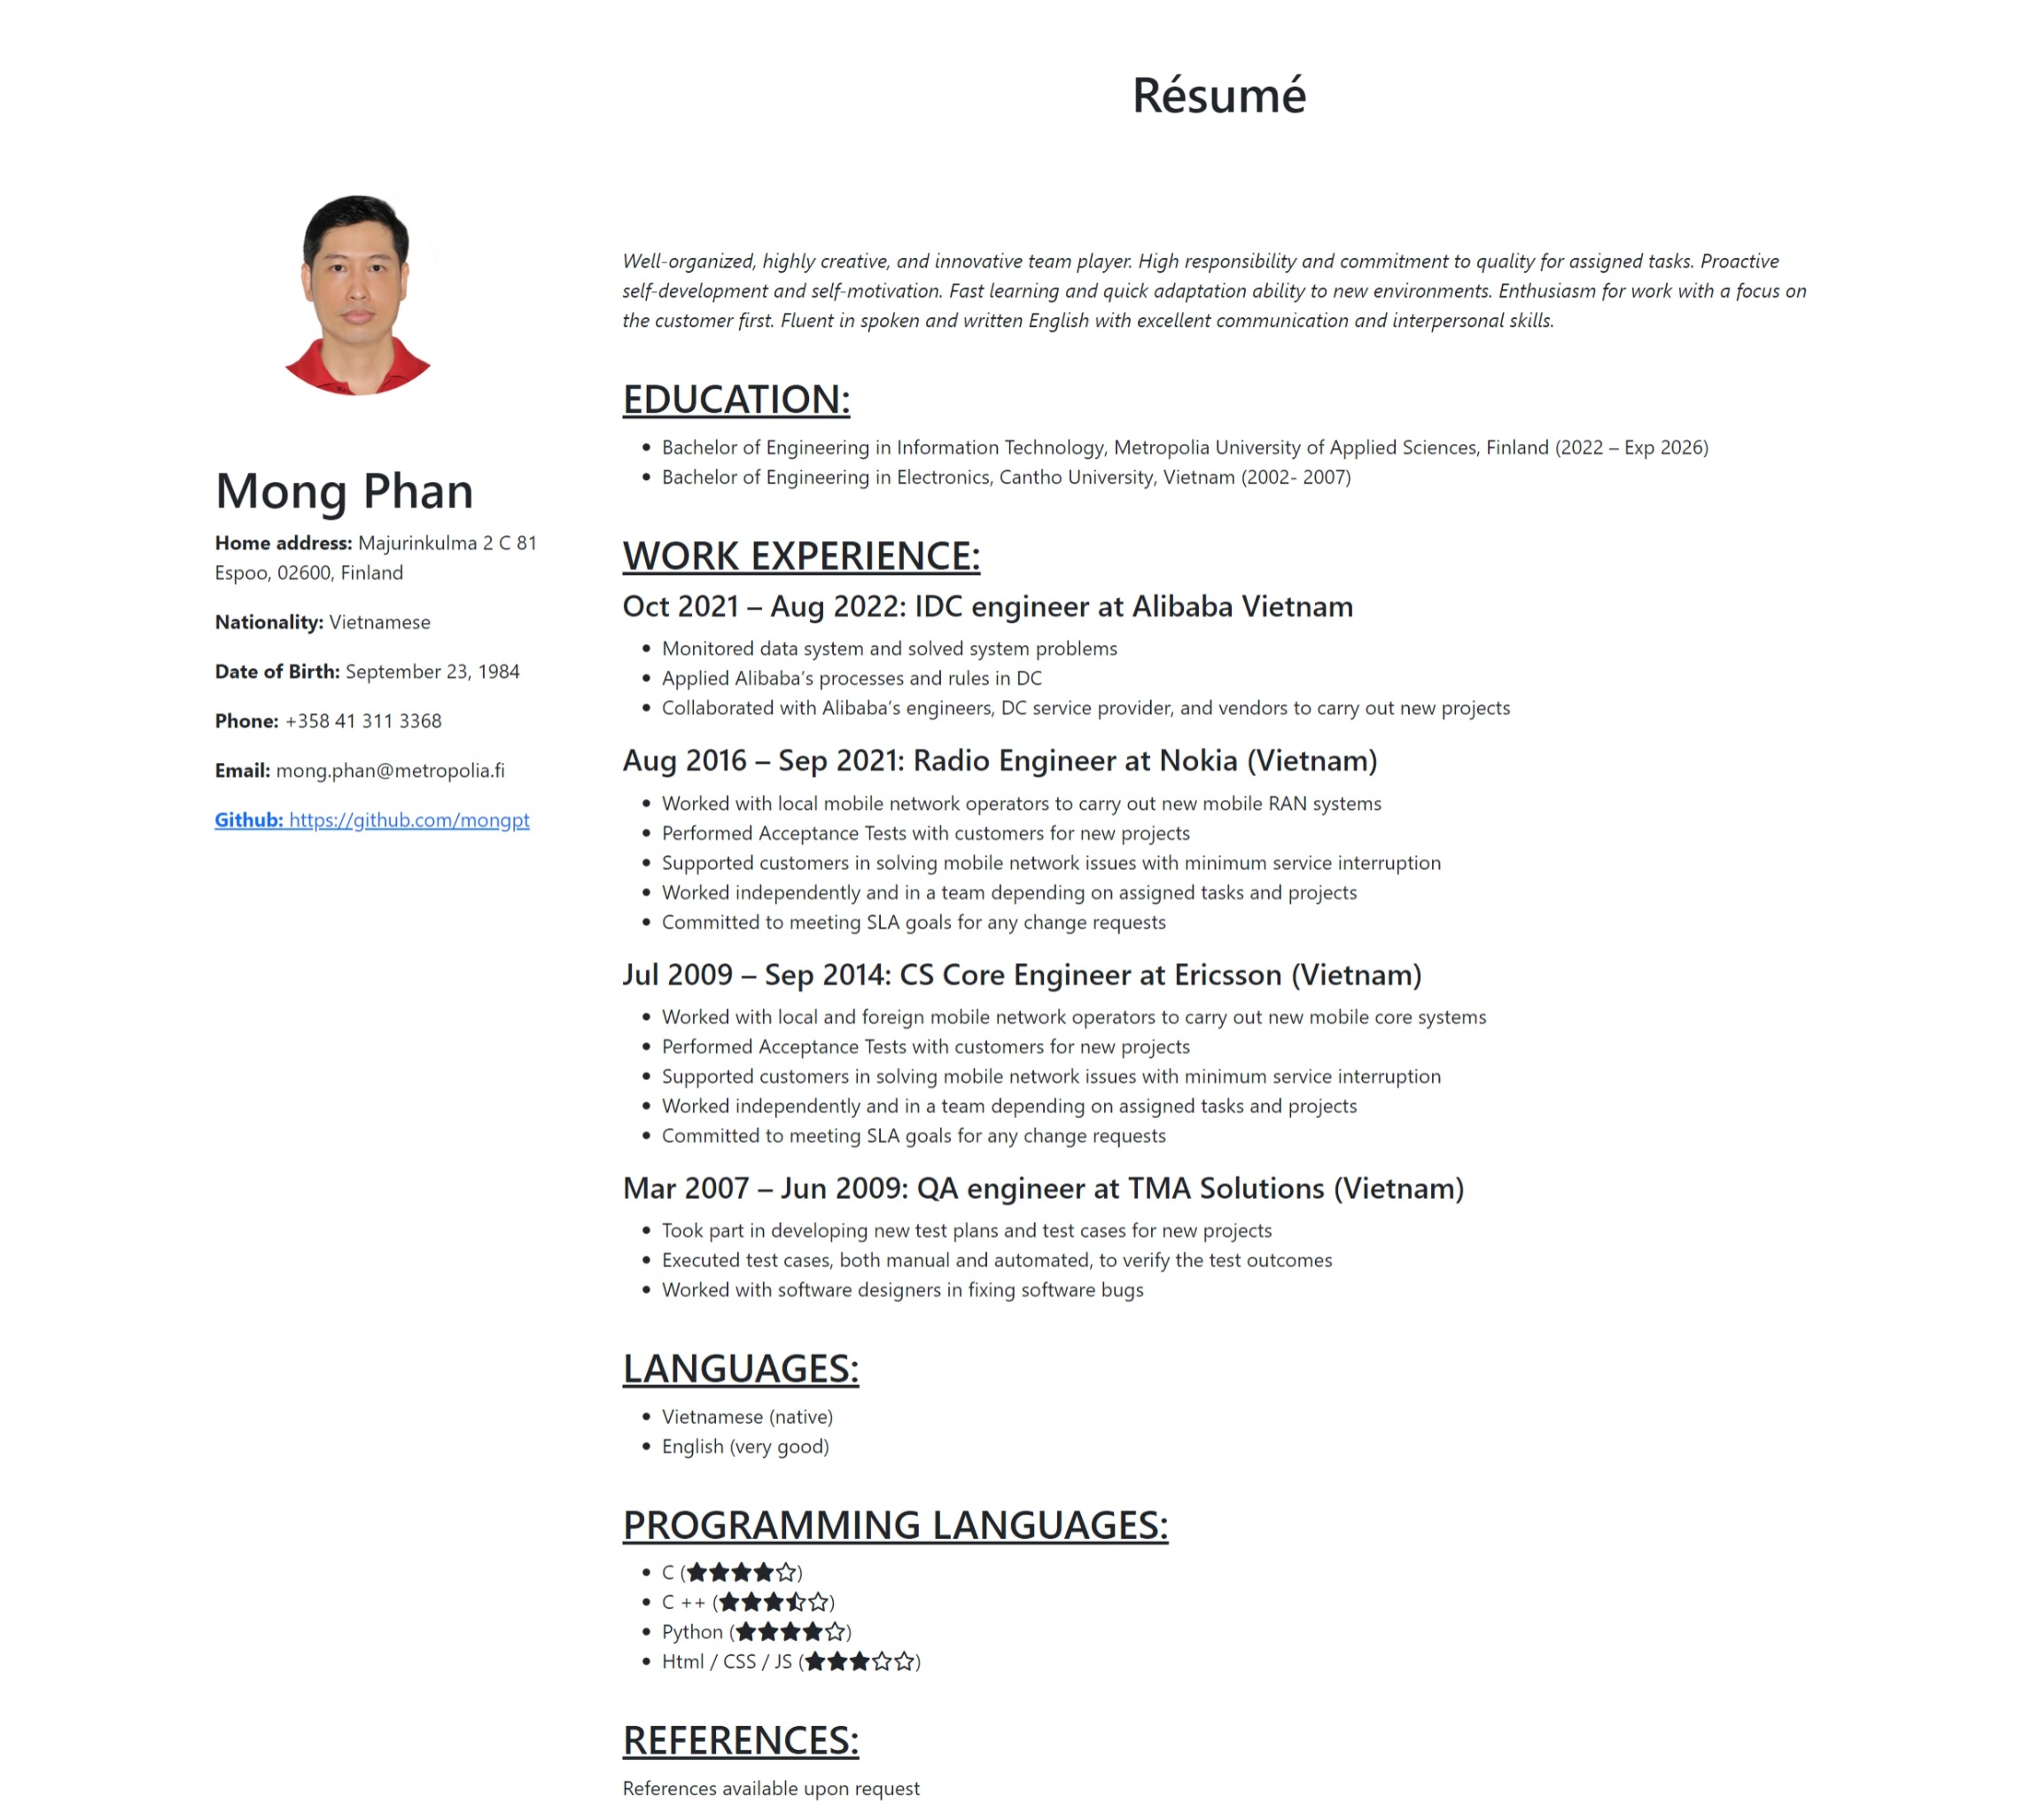 Résumé
Mong Phan
Home address: Majurinkulma 2 C 81
Espoo, 02600, Finland
Nationality: Vietnamese
Date of Birth: September 23, 1984
Phone: +358 41 311 3368
Email: mong.phan@metropolia.fi
Github: https://github.com/mongpt
Well-organized, highly creative, and innovative team player. High responsibility and commitment to quality for assigned tasks. Proactive
self-development and self-motivation. Fast learning and quick adaptation ability to new environments. Enthusiasm for work with a focus on
the customer first. Fluent in spoken and written English with excellent communication and interpersonal skills.
EDUCATION:
• Bachelor of Engineering in Information Technology, Metropolia University of Applied Sciences, Finland (2022 – Exp 2026)
• Bachelor of Engineering in Electronics, Cantho University, Vietnam (2002- 2007)
WORK EXPERIENCE:
Oct 2021 – Aug 2022: IDC engineer at Alibaba Vietnam
• Monitored data system and solved system problems
• Applied Alibaba’s processes and rules in DC
• Collaborated with Alibaba’s engineers, DC service provider, and vendors to carry out new projects
Aug 2016 – Sep 2021: Radio Engineer at Nokia (Vietnam)
• Worked with local mobile network operators to carry out new mobile RAN systems
• Performed Acceptance Tests with customers for new projects
• Supported customers in solving mobile network issues with minimum service interruption
• Worked independently and in a team depending on assigned tasks and projects
• Committed to meeting SLA goals for any change requests
Jul 2009 – Sep 2014: CS Core Engineer at Ericsson (Vietnam)
• Worked with local and foreign mobile network operators to carry out new mobile core systems
• Performed Acceptance Tests with customers for new projects
• Supported customers in solving mobile network issues with minimum service interruption
• Worked independently and in a team depending on assigned tasks and projects
• Committed to meeting SLA goals for any change requests
Mar 2007 – Jun 2009: QA engineer at TMA Solutions (Vietnam)
• Took part in developing new test plans and test cases for new projects
• Executed test cases, both manual and automated, to verify the test outcomes
• Worked with software designers in fixing software bugs
LANGUAGES:
• Vietnamese (native)
• English (very good)
PROGRAMMING LANGUAGES:
• C (★★★★☆)
• C ++ (★★★⯪☆)
• Python (★★★★☆)
• Html / CSS / JS (★★★☆☆)
REFERENCES:
References available upon request